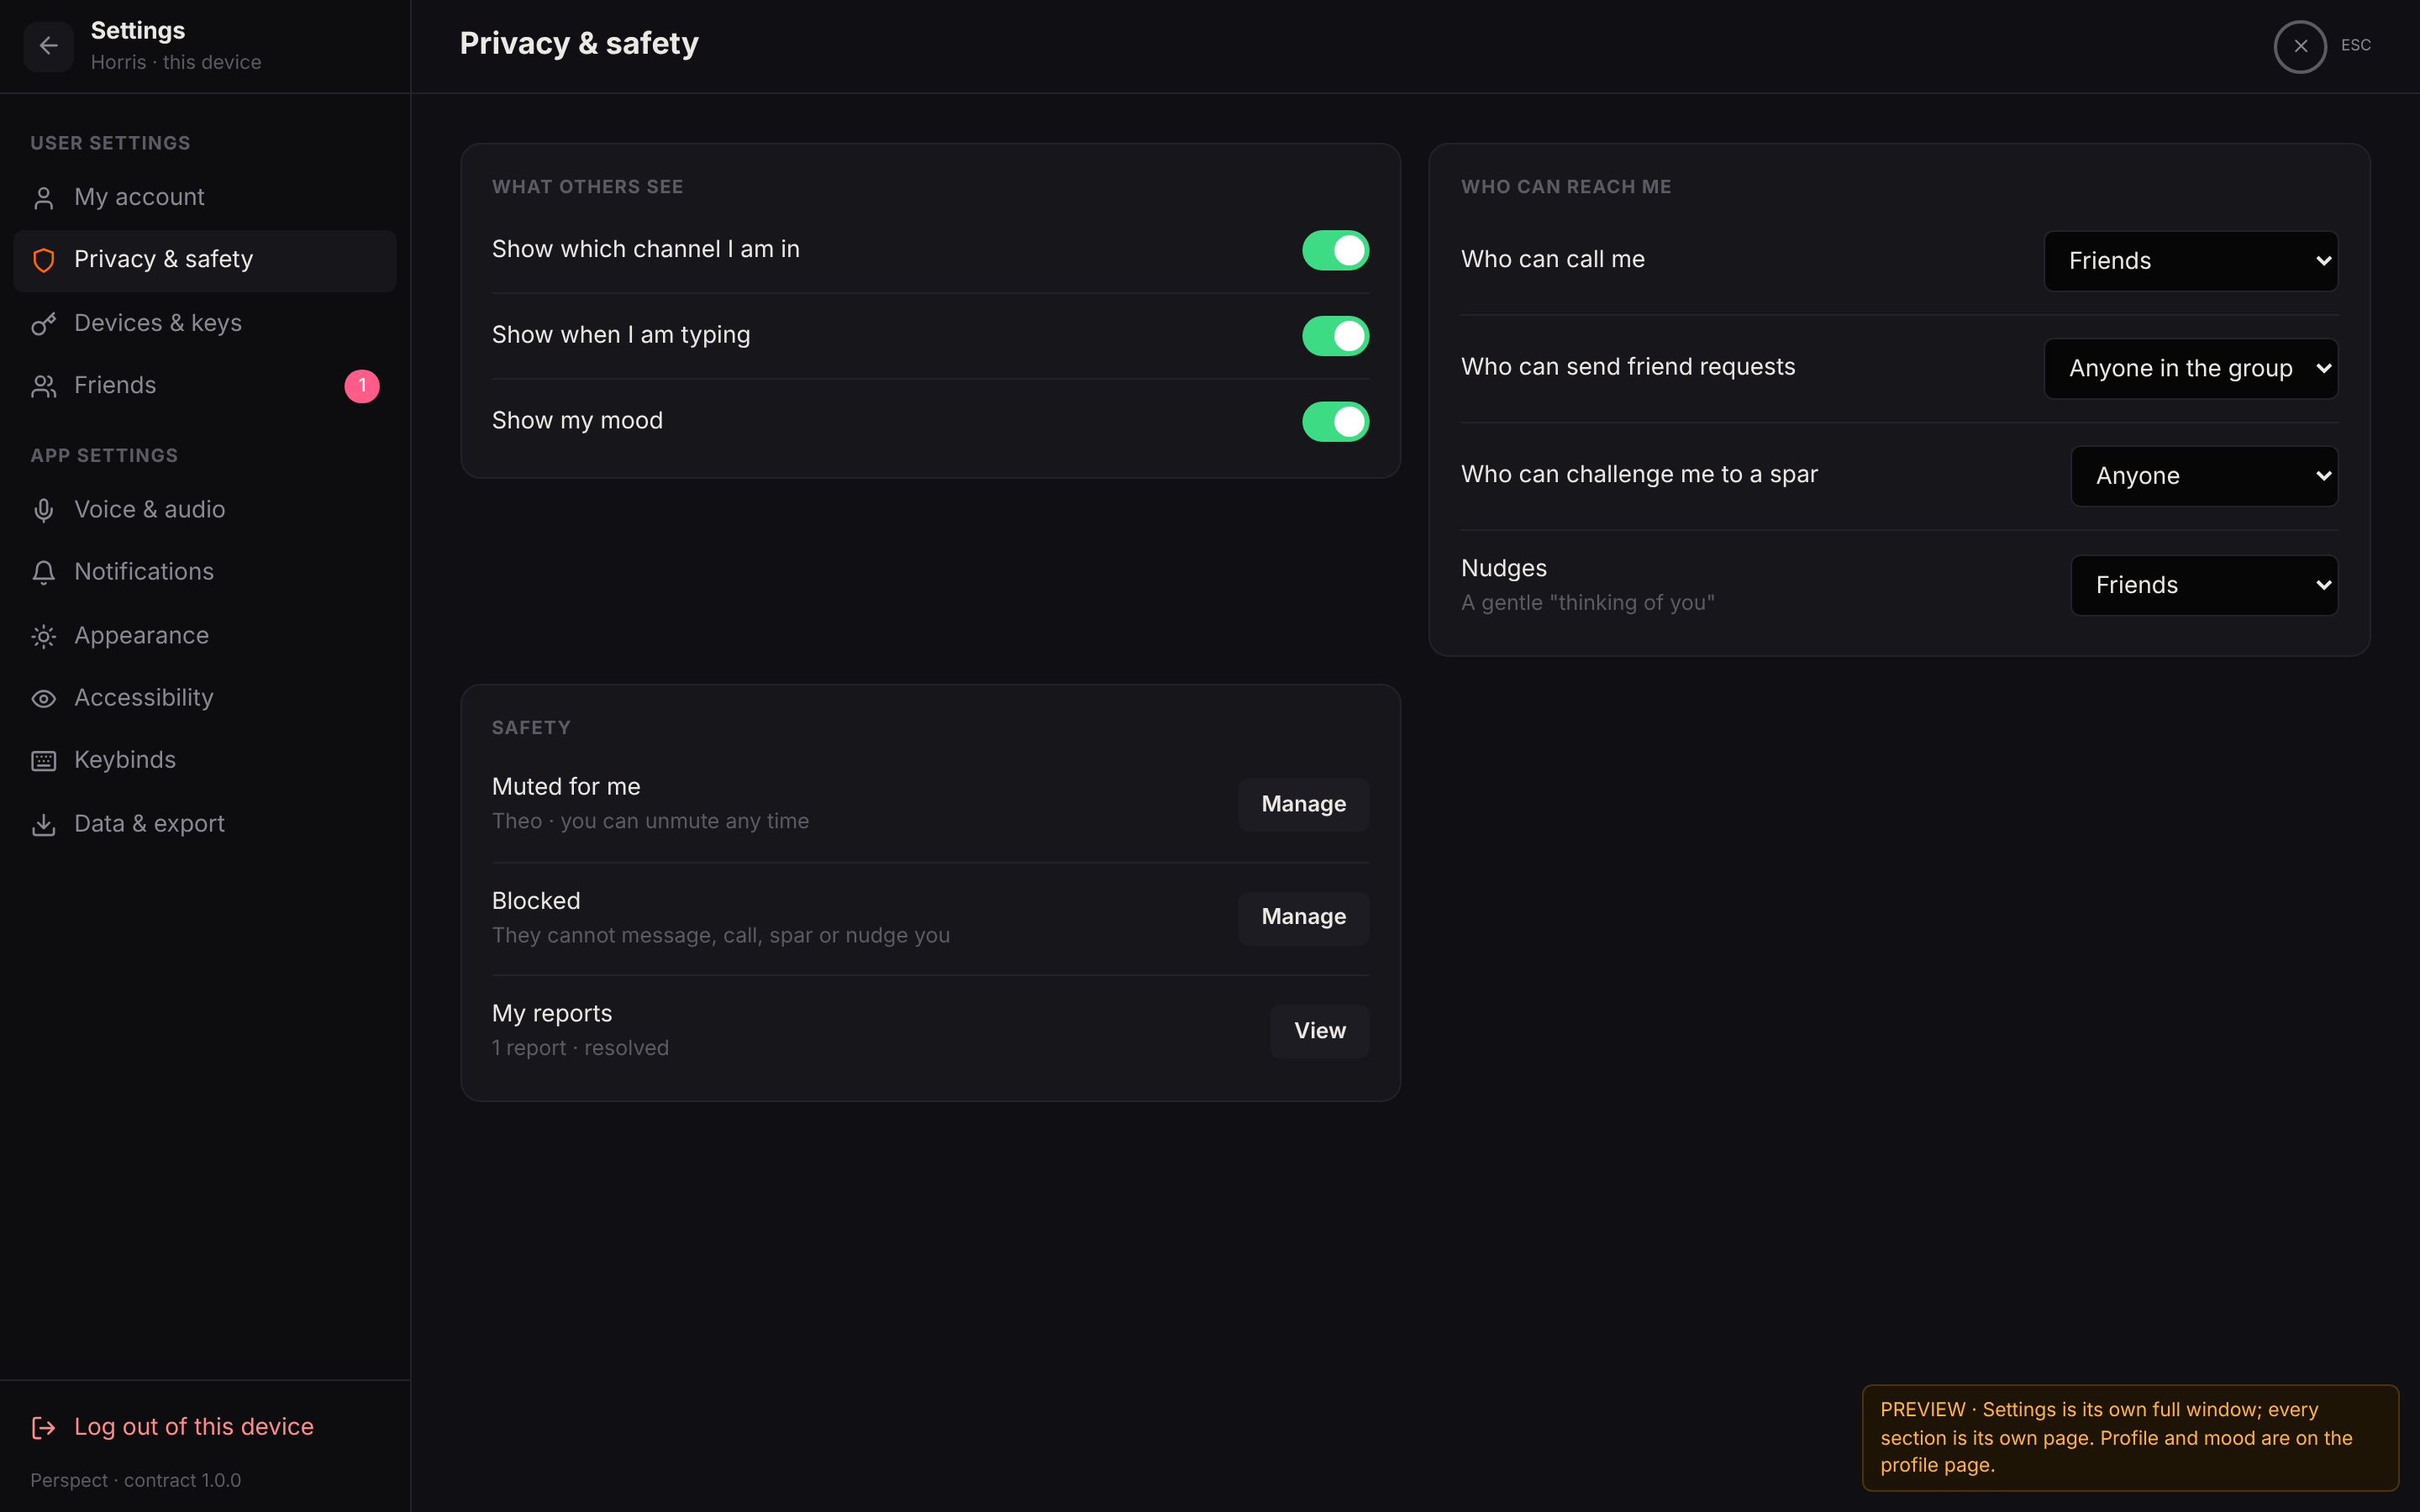 Settings
Horris · this device
USER SETTINGS
My account
Privacy & safety
Devices & keys
Friends
1
APP SETTINGS
Voice & audio
Notifications
Appearance
Accessibility
Keybinds
Data & export
Log out of this device
Perspect · contract 1.0.0
Privacy & safety
ESC
WHAT OTHERS SEE
Show which channel I am in
Show when I am typing
Show my mood
WHO CAN REACH ME
Who can call me
Friends
Who can send friend requests
Anyone in the group
Who can challenge me to a spar
Anyone
Nudges
A gentle "thinking of you"
Friends
SAFETY
Muted for me
Theo · you can unmute any time
Manage
Blocked
They cannot message, call, spar or nudge you
Manage
My reports
1 report · resolved
View
PREVIEW · Settings is its own full window; every
section is its own page. Profile and mood are on the
profile page.